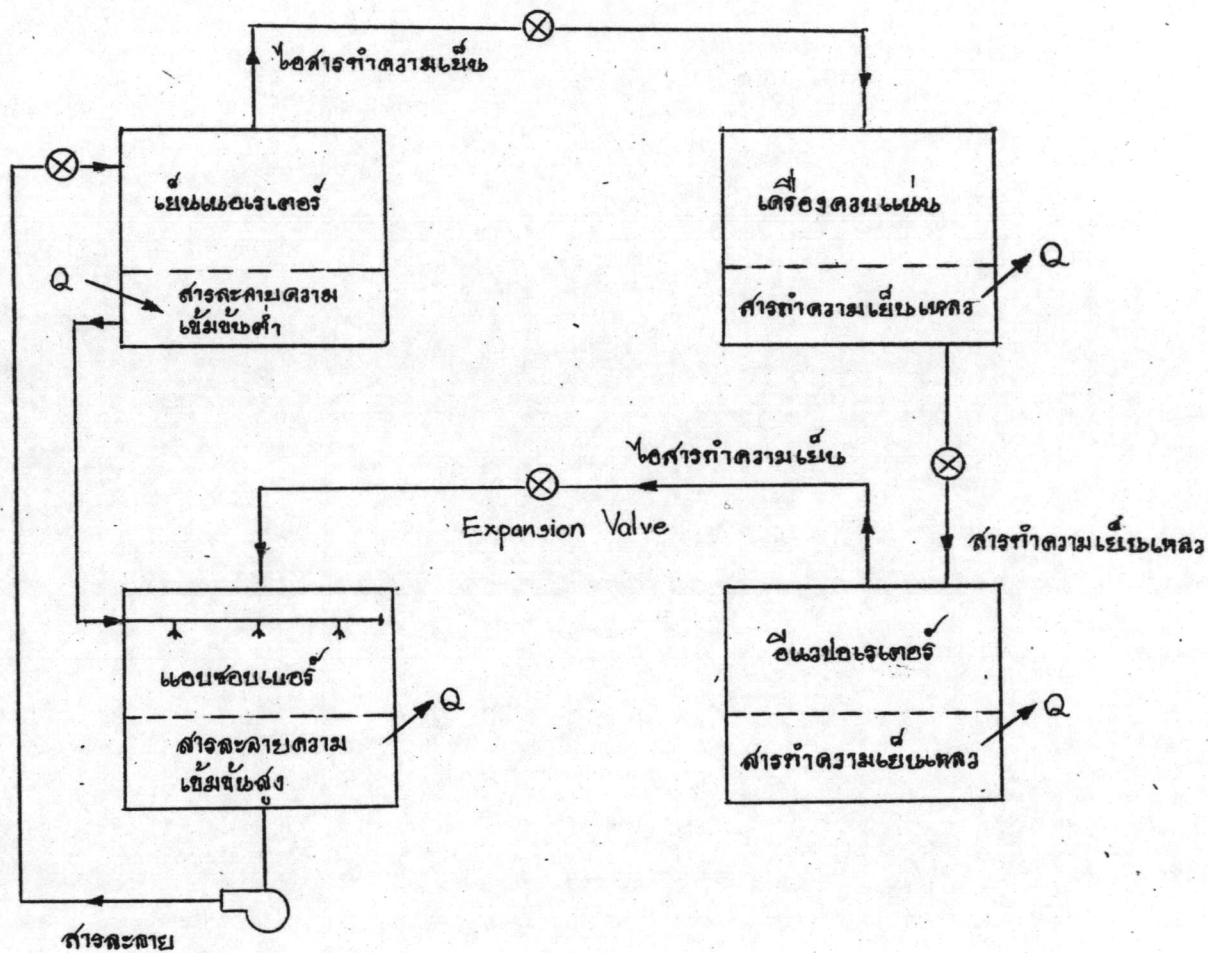 ไอสารทำความเย็น
เย็นเนอเรเตอร์
เครื่องควบแน่น
Q
สารละลายความ
เข้มข้นต่ำ
Q
สารทำความเย็นเหลว
ไอสารทำความเย็น
Expansion Valve
สารทำความเย็นเหลว
แอบซอบเบอร์
อีแวปอเรเตอร์
Q
สารละลายความ
เข้มข้นสูง
Q
สารทำความเย็นเหลว
สารละลาย